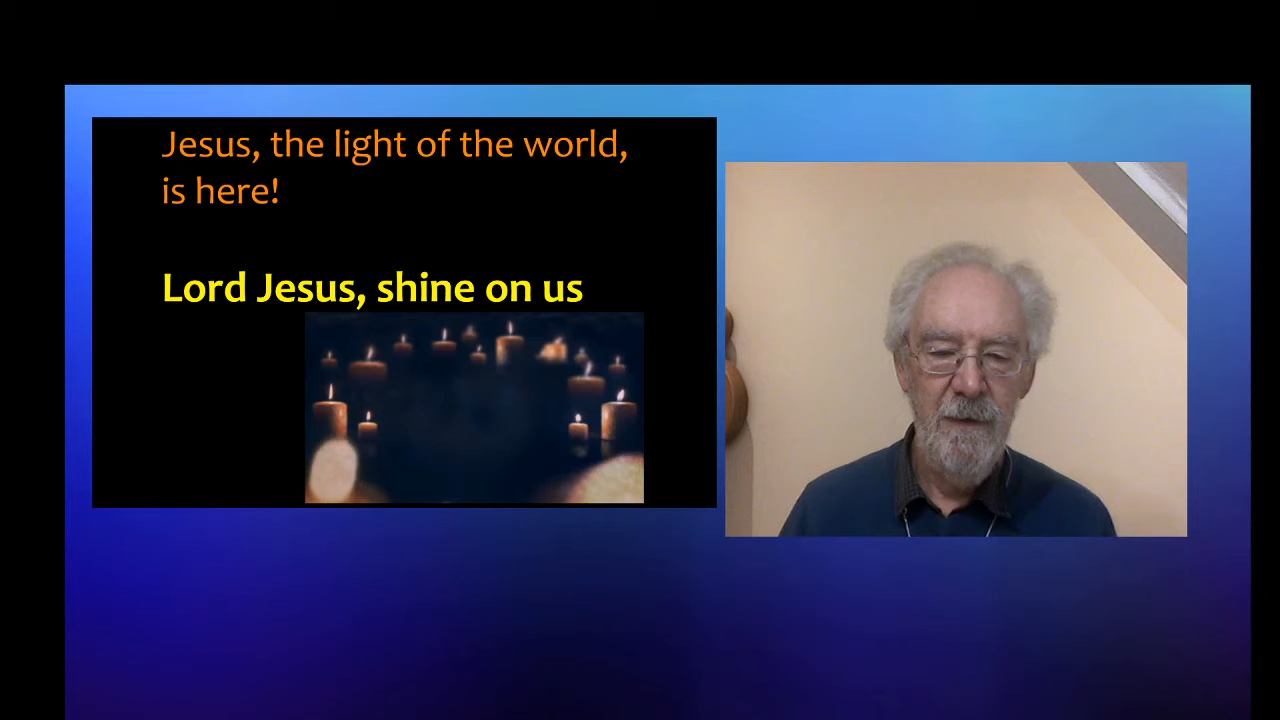 Jesus, the light of the world,
is here!
Lord Jesus, shine on us